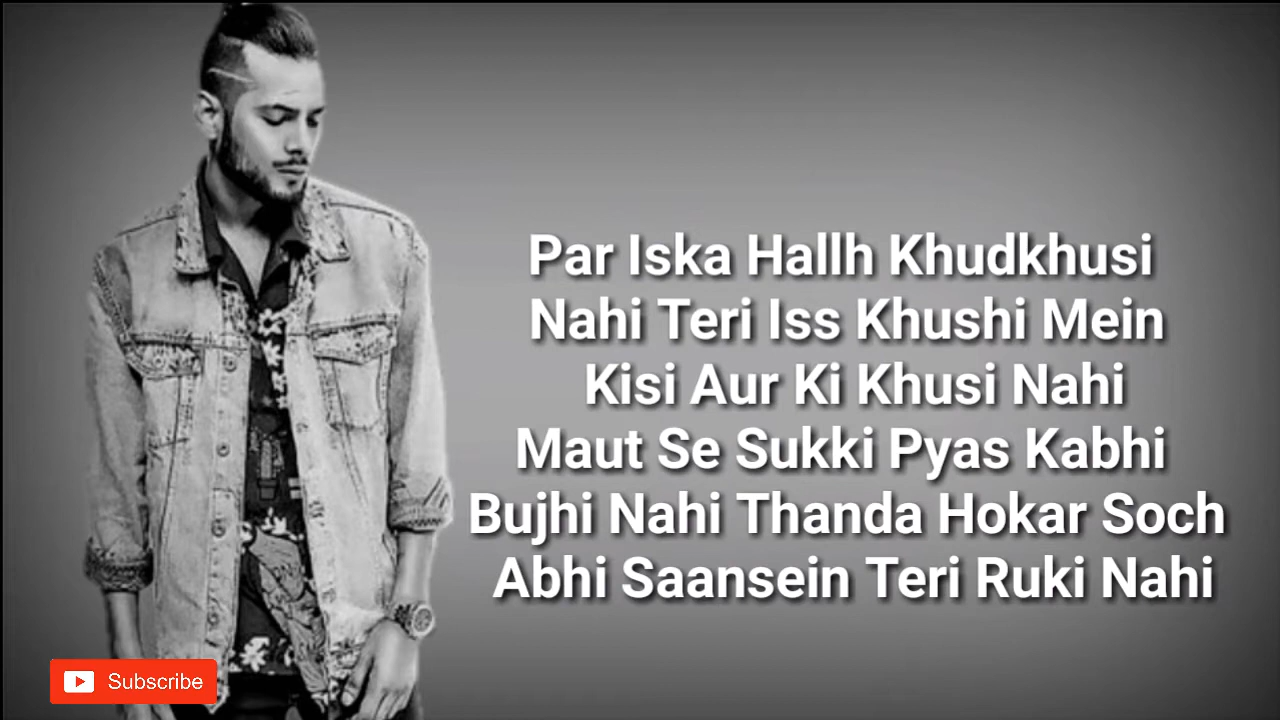 Par Iska Hallh Khudkhusi
Nahi Teri Iss Khushi Mein
Kisi Aur Ki Khusi Nahi
Maut Se Sukki Pyas Kabhi
Bujhi Nahi Thanda Hokar Soch
Abhi Saansein Teri Ruki Nahi
Subscribe